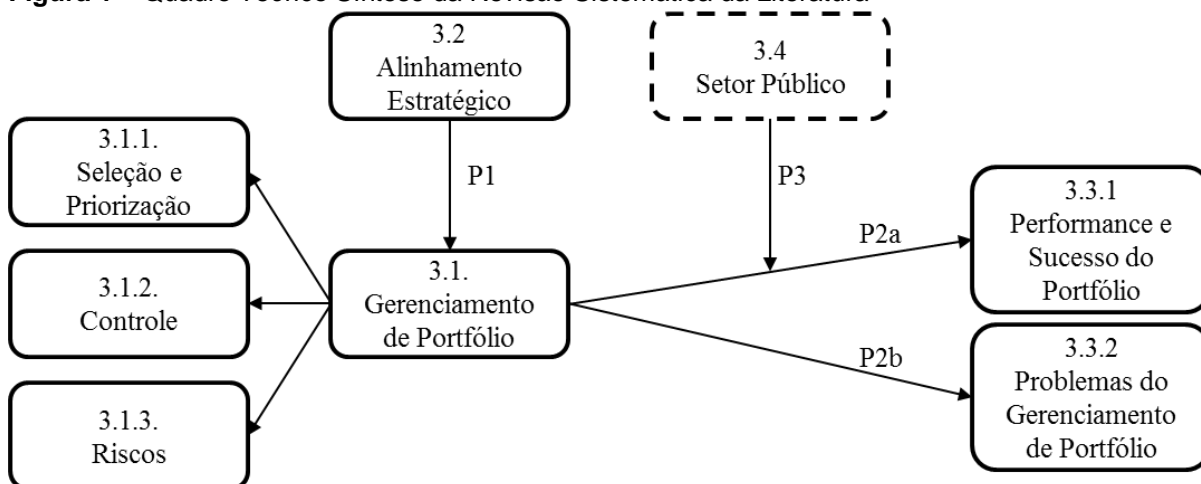 3.2
Alinhamento
Estratégico
3.4
Setor Público
3.1.1.
Seleção e
Priorização
P1
P3
3.3.1
Performance e
Sucesso do
Portfólio
P2a
3.1.2.
Controle
3.1.
Gerenciamento
de Portfólio
P2b
3.3.2
Problemas do
Gerenciamento
de Portfólio
3.1.3.
Riscos